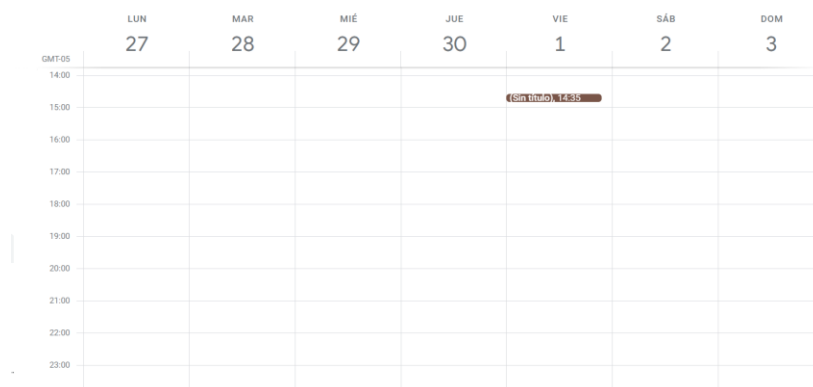 LUN MAR MIÉ JUE VIE SÁB DOM
27 28 29 30 1 2 3
GMT-05
14:00
(Sin título), 14:35
15:00
16:00
17:00
18:00
19:00
20:00
21:00
22:00
23:00